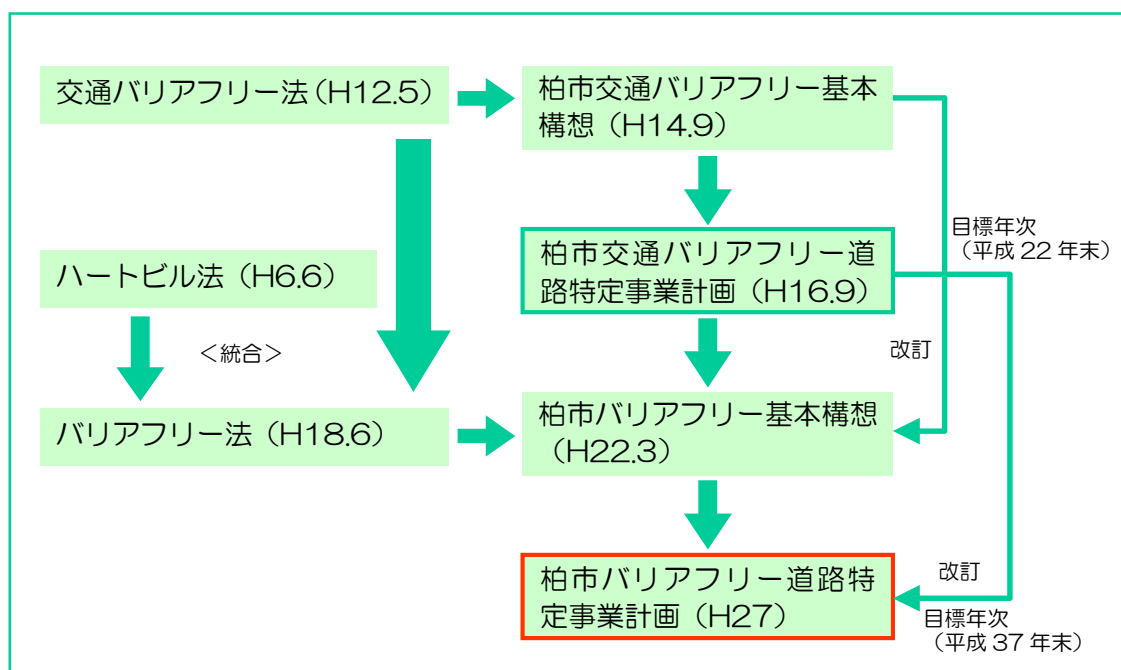 交通バリアフリー法（H12.5）
柏市交通バリアフリー基本
構想（H14.9）
目標年次
（平成 22 年末）
柏市交通バリアフリー道
路特定事業計画（H16.9）
ハートビル法（H6.6）
＜統合＞
改訂
バリアフリー法（H18.6）
柏市バリアフリー基本構想
（H22.3）
柏市バリアフリー道路特
定事業計画（H27）
改訂
目標年次
（平成 37 年末）